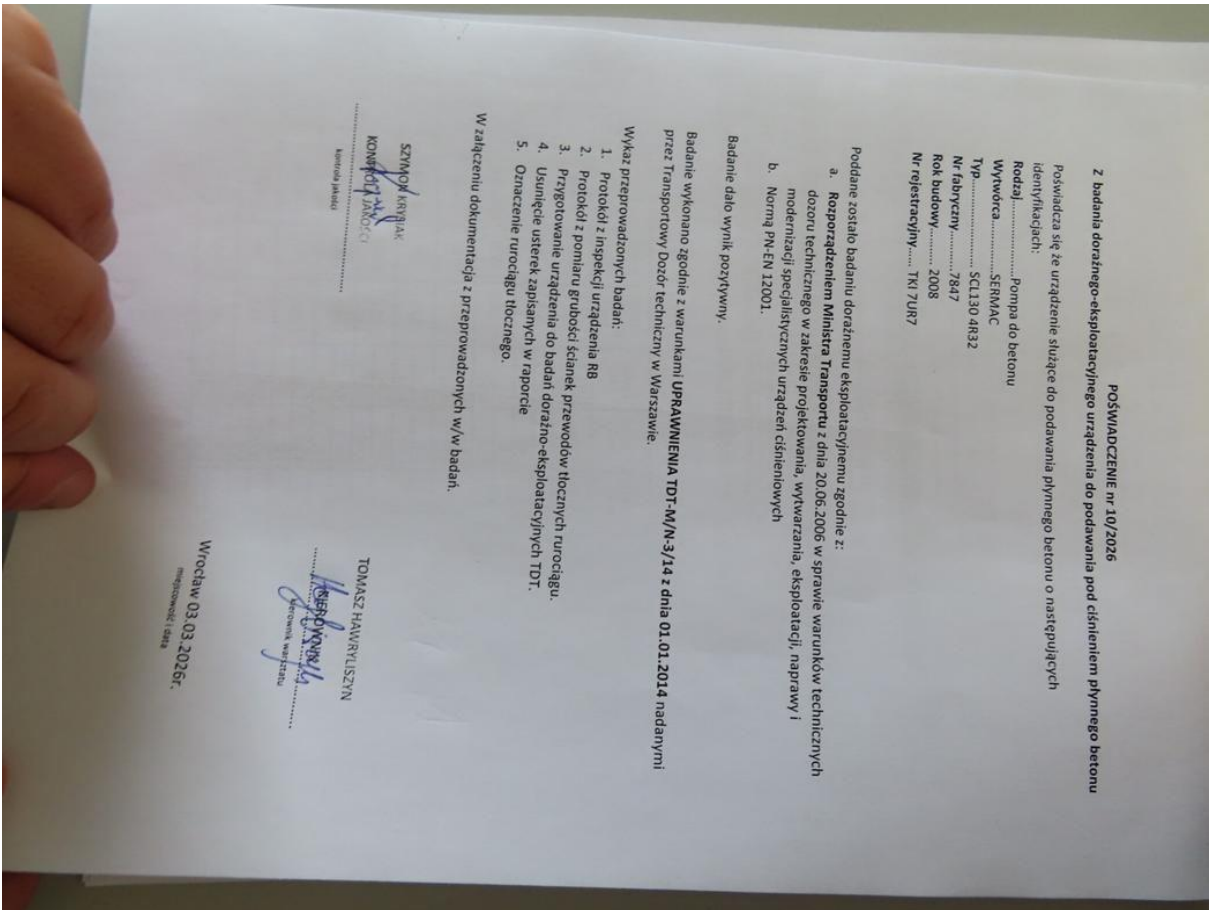 POŚWIADCZENIE nr 10/2026
Z badania doraźnego-eksploatacyjnego urządzenia do podawania pod ciśnieniem płynnego betonu
Poświadcza się że urządzenie służące do podawania płynnego betonu o następujących
identyfikacjach:
Rodzaj........................Pompa do betonu
Wytwórca..................SERMAC
Typ............................ SCL130 4R32
Nr fabryczny...........7847
Rok budowy.......... 2008
Nr rejestracyjny...... TKI 7UR7
Poddane zostało badaniu doraźnemu eksploatacyjnemu zgodnie z:
a. Rozporządzeniem Ministra Transportu z dnia 20.06.2006 w sprawie warunków technicznych
dozoru technicznego w zakresie projektowania, wytwarzania, eksploatacji, naprawy i
modernizacji specjalistycznych urządzeń ciśnieniowych
b. Normą PN-EN 12001.
Badanie dało wynik pozytywny.
Badanie wykonano zgodnie z warunkami UPRAWNIENIA TDT-M/N-3/14 z dnia 01.01.2014 nadanymi
przez Transportowy Dozór techniczny w Warszawie.
Wykaz przeprowadzonych badań:
1. Protokół z inspekcji urządzenia RB
2. Protokół z pomiaru grubości ścianek przewodów tłocznych rurociągu.
3. Przygotowanie urządzenia do badań doraźno-eksploatacyjnych TDT.
4. Usunięcie usterek zapisanych w raporcie
5. Oznaczenie rurociągu tłocznego.
W załączeniu dokumentacja z przeprowadzonych w/w badań.
SZYMON KRYSIAK
KONTROLA JAKOŚCI
kontrola jakości
TOMASZ HAWRYLISZYN
KIEROWNIK
kierownik warsztatu
Wrocław 03.03.2026r.
miejscowość i data